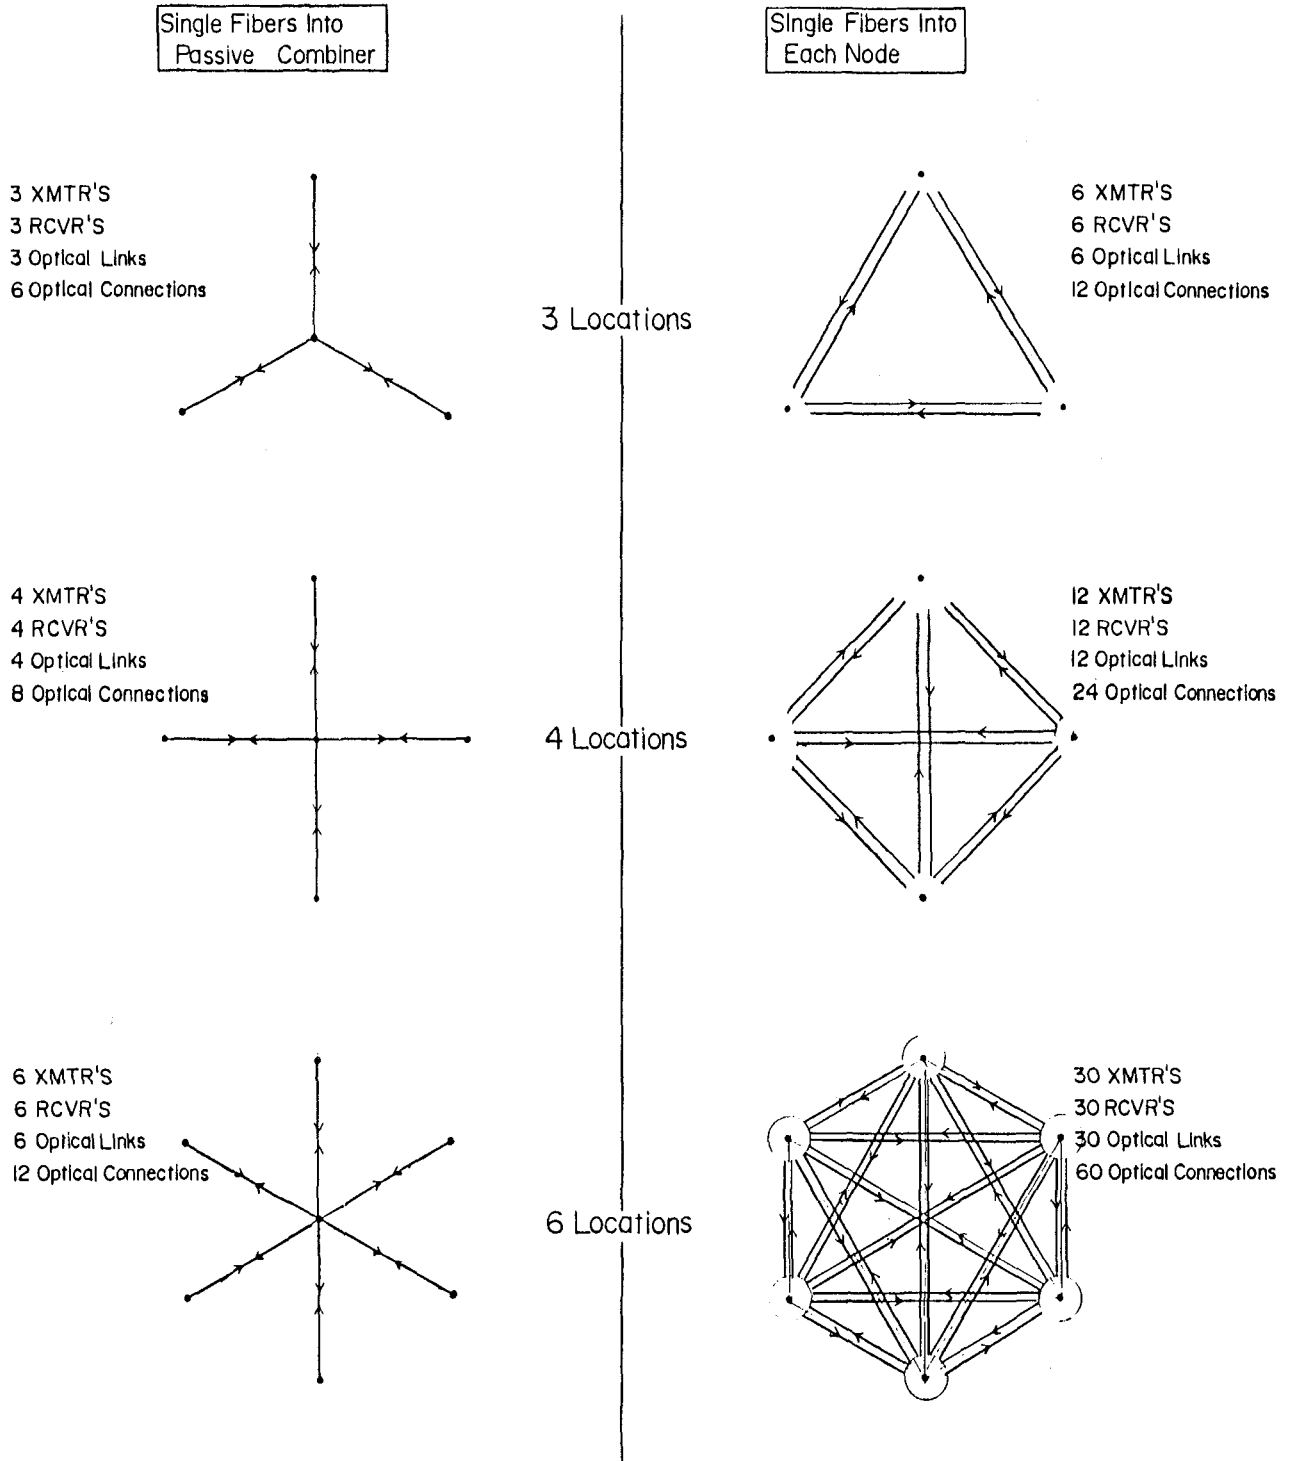 Single Fibers Into
Passive Combiner
Single Fibers Into
Each Node
3 XMTR'S
3 RCVR'S
3 Optical Links
6 Optical Connections
3 Locations
6 XMTR'S
6 RCVR'S
6 Optical Links
12 Optical Connections
4 XMTR'S
4 RCVR'S
4 Optical Links
8 Optical Connections
4 Locations
12 XMTR'S
12 RCVR'S
12 Optical Links
24 Optical Connections
6 XMTR'S
6 RCVR'S
6 Optical Links
12 Optical Connections
6 Locations
30 XMTR'S
30 RCVR'S
30 Optical Links
60 Optical Connections